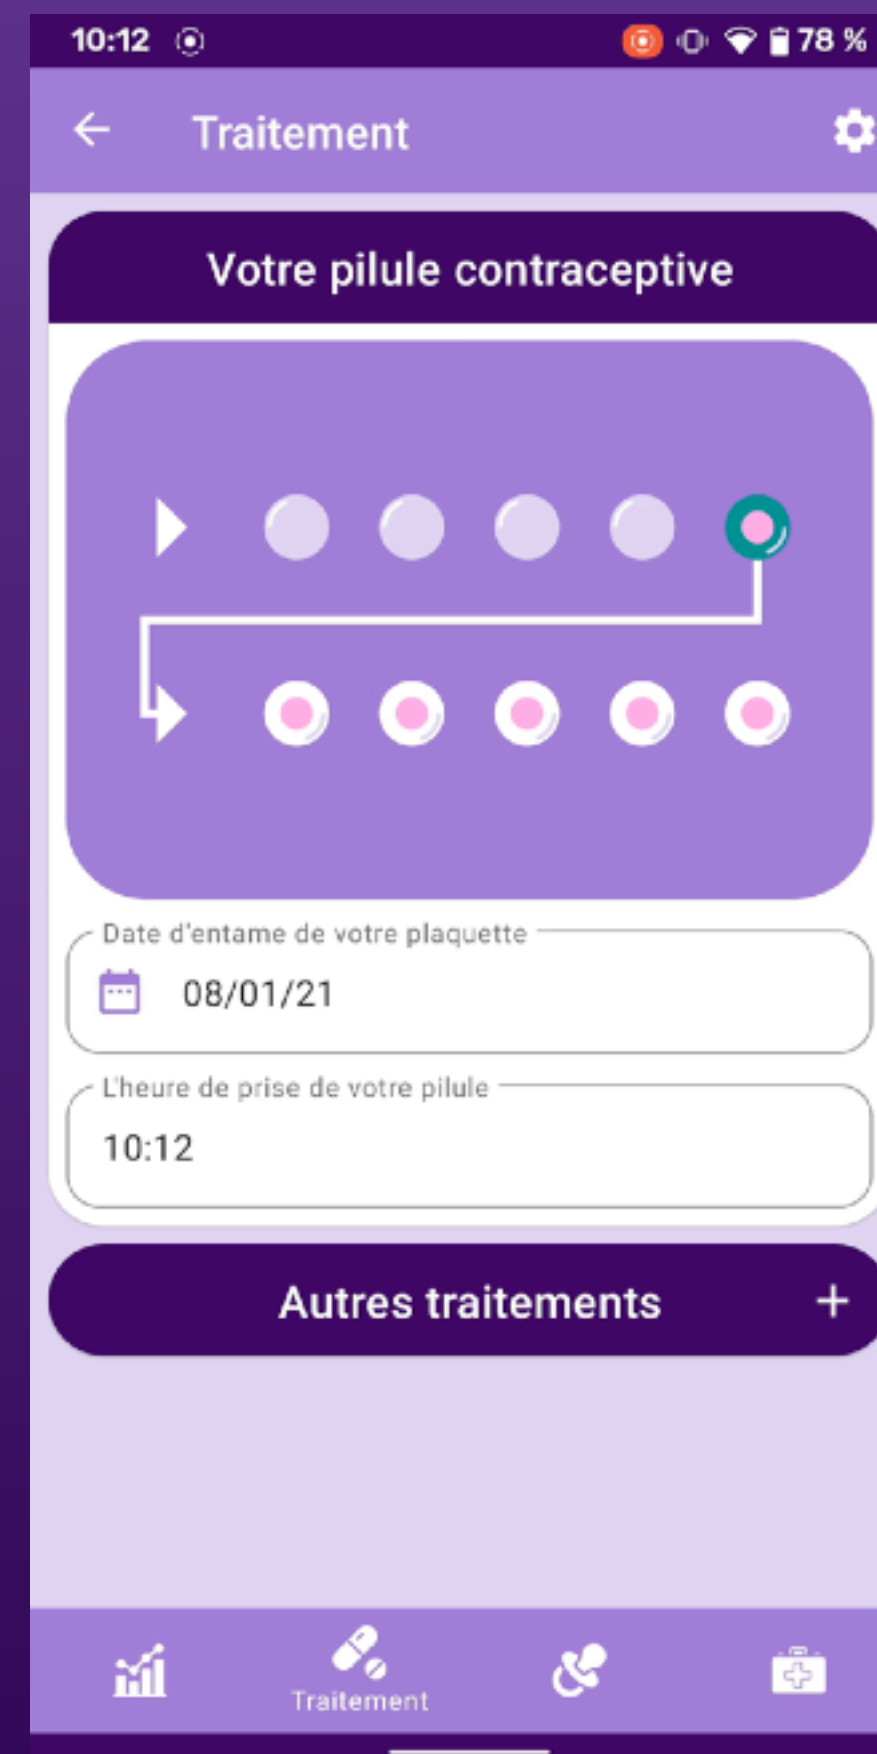 10:12 78 %
Traitement
Votre pilule contraceptive
Date d'entame de votre plaquette
08/01/21
L'heure de prise de votre pilule
10:12
Autres traitements +
Traitement